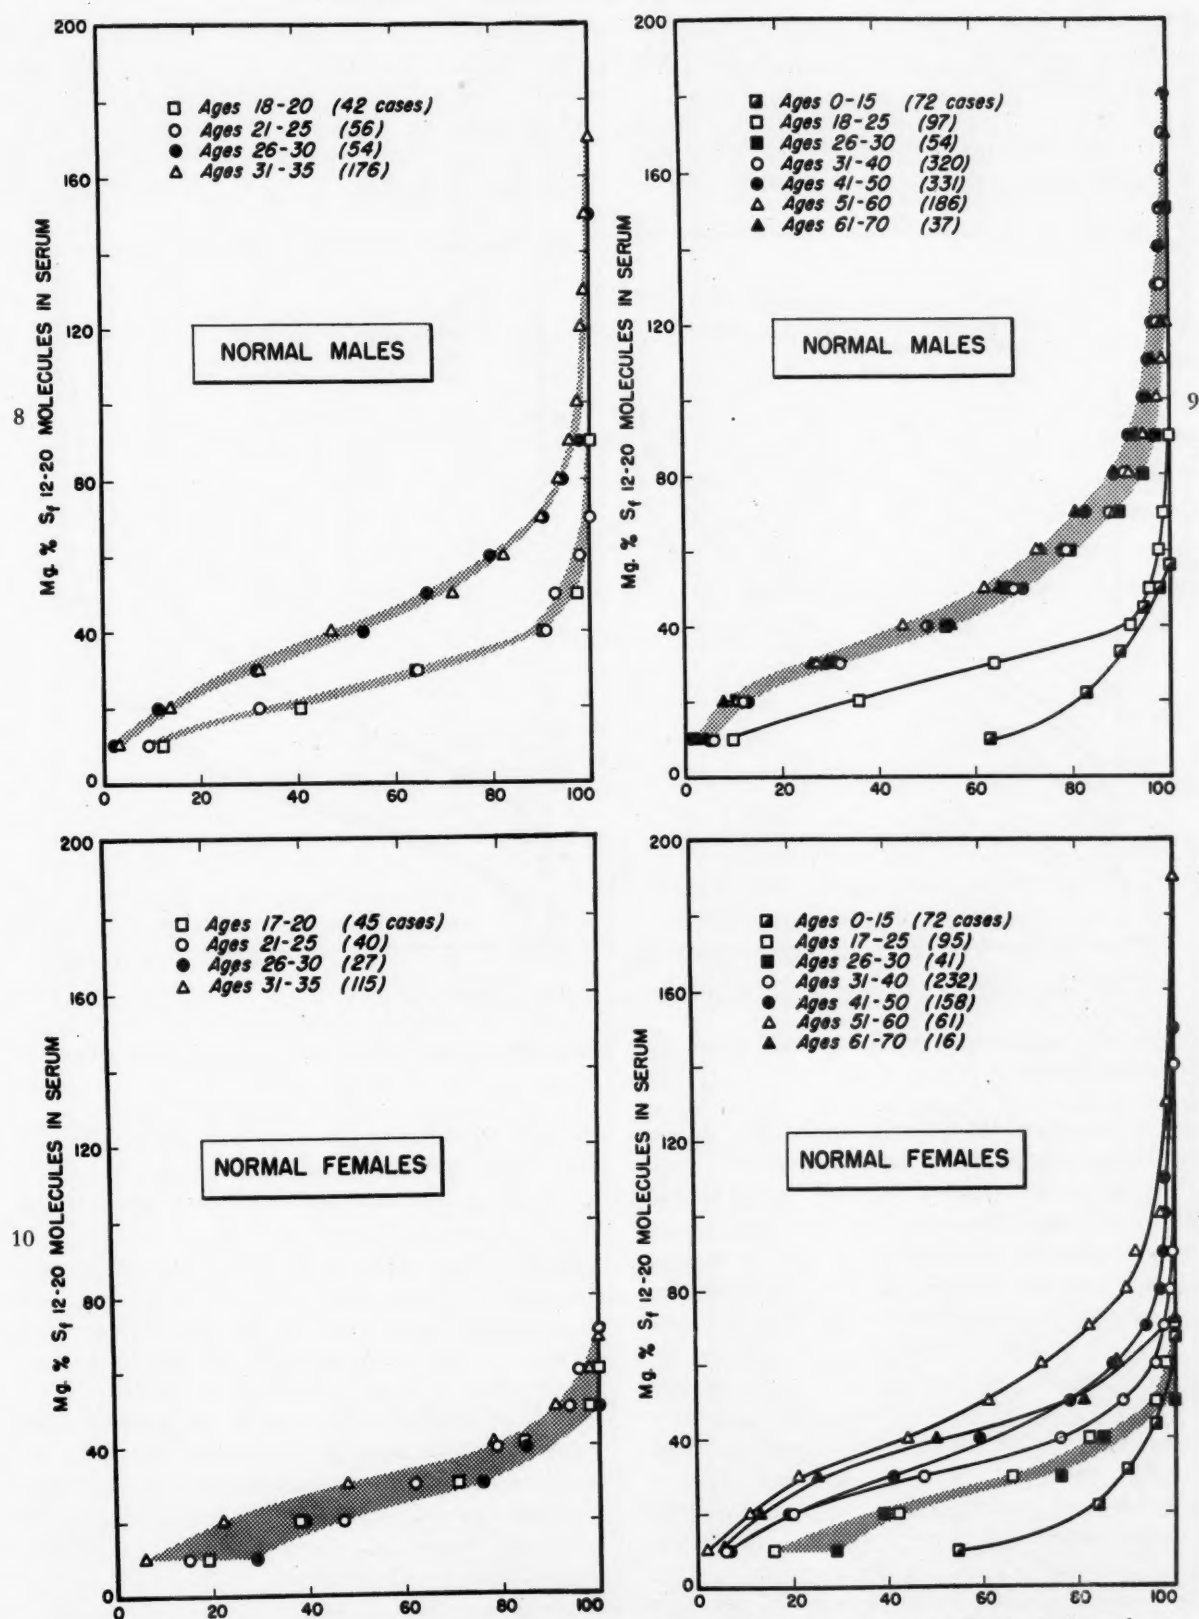 200
160
120
80
40
0
Mg. % Sf 12-20 MOLECULES IN SERUM
Ages 18-20 (42 cases)
Ages 21-25 (56)
Ages 26-30 (54)
Ages 31-35 (176)
NORMAL MALES
8
0 20 40 60 80 100
200
160
120
80
40
0
Mg. % Sf 12-20 MOLECULES IN SERUM
Ages 0-15 (72 cases)
Ages 18-25 (97)
Ages 26-30 (54)
Ages 31-40 (320)
Ages 41-50 (331)
Ages 51-60 (186)
Ages 61-70 (37)
NORMAL MALES
9
0 20 40 60 80 100
200
160
120
80
40
0
Mg. % Sf 12-20 MOLECULES IN SERUM
Ages 17-20 (45 cases)
Ages 21-25 (40)
Ages 26-30 (27)
Ages 31-35 (115)
NORMAL FEMALES
10
0 20 40 60 80 100
200
160
120
80
40
0
Mg. % Sf 12-20 MOLECULES IN SERUM
Ages 0-15 (72 cases)
Ages 17-25 (95)
Ages 26-30 (41)
Ages 31-40 (232)
Ages 41-50 (158)
Ages 51-60 (61)
Ages 61-70 (16)
NORMAL FEMALES
0 20 40 60 80 100